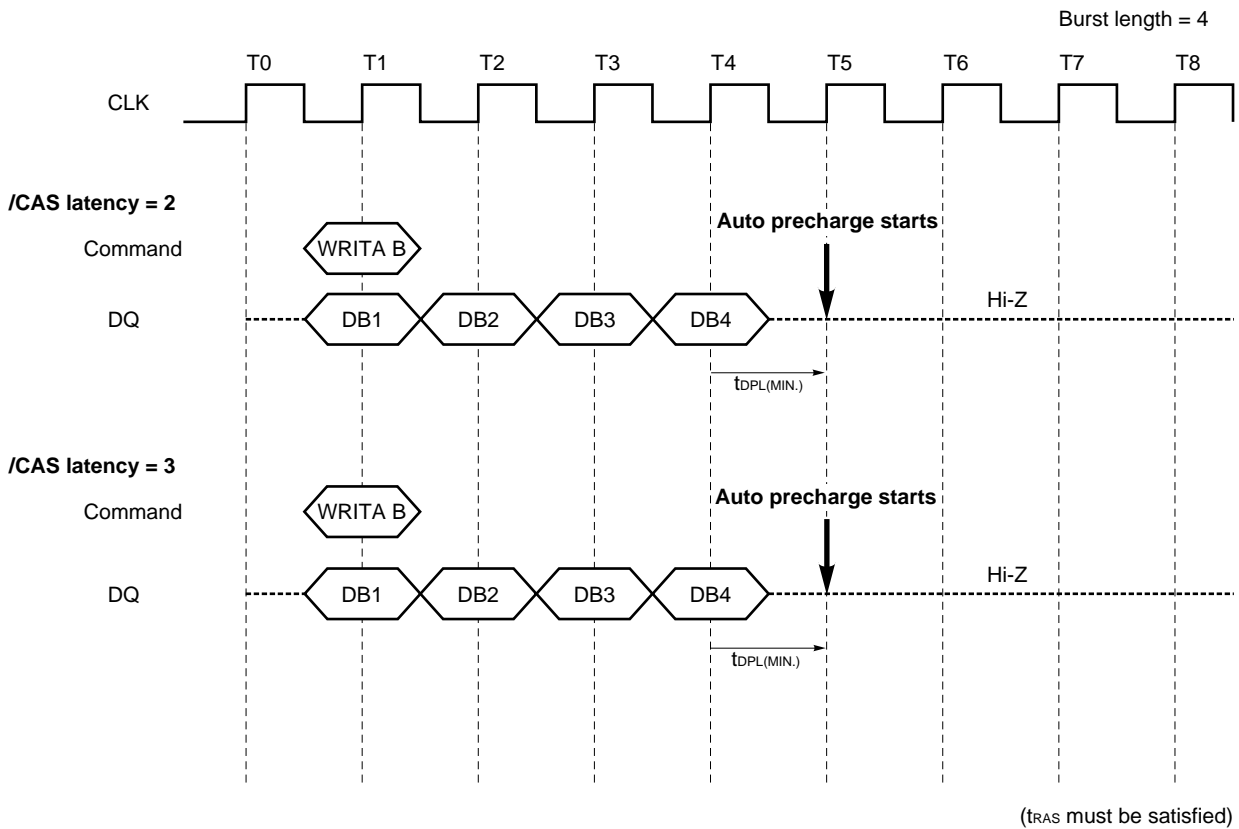 Burst length = 4
T0 T1 T2 T3 T4 T5 T6 T7 T8
CLK
/CAS latency = 2
Auto precharge starts
Command WRITA B
Hi-Z
DQ DB1 DB2 DB3 DB4
tDPL(MIN.)
/CAS latency = 3
Auto precharge starts
Command WRITA B
Hi-Z
DQ DB1 DB2 DB3 DB4
tDPL(MIN.)
(tRAS must be satisfied)